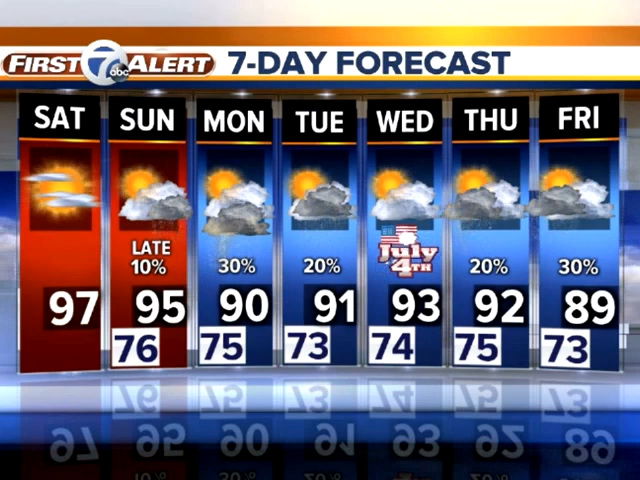 FIRST 7 abc ALERT 7-DAY FORECAST
SAT SUN MON TUE WED THU FRI
LATE
10% 30% 20% July 4TH 20% 30%
97 95 90 91 93 92 89
76 75 73 74 75 73